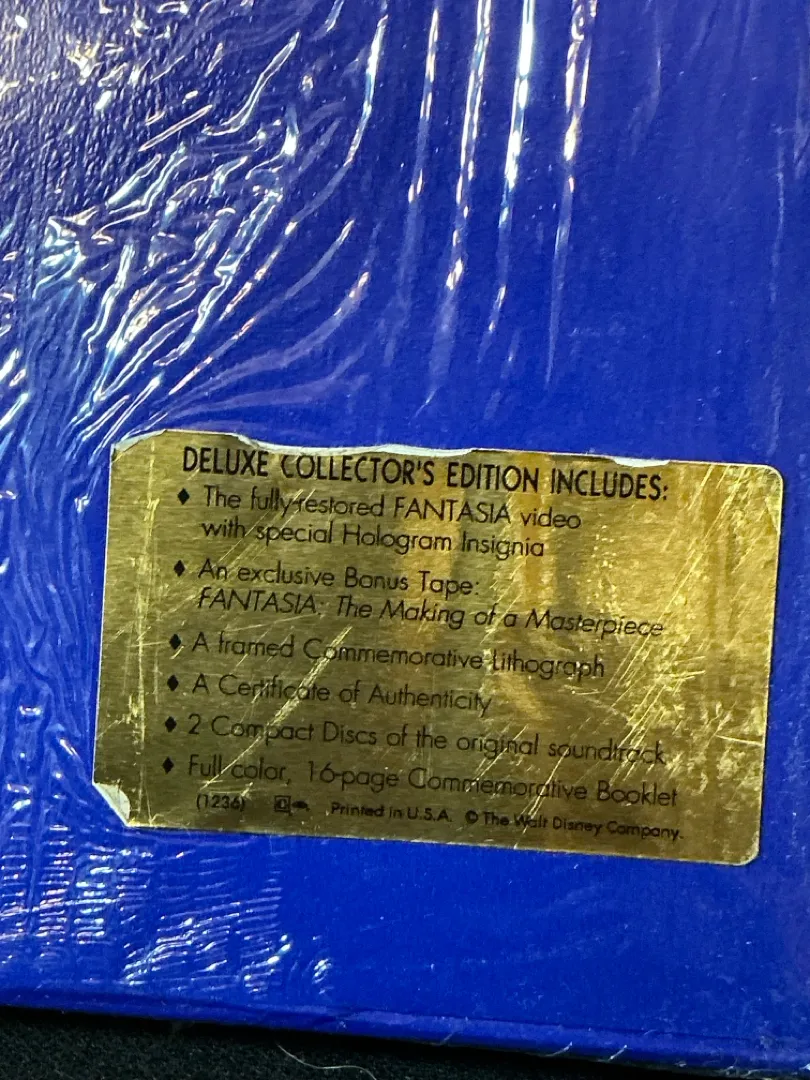 DELUXE COLLECTOR'S EDITION INCLUDES:
♦ The fully-restored FANTASIA video
with special Hologram Insignia
♦ An exclusive Bonus Tape:
FANTASIA: The Making of a Masterpiece
♦ A framed Commemorative Lithograph
♦ A Certificate of Authenticity
♦ 2 Compact Discs of the original soundtrack
♦ Full color, 16-page Commemorative Booklet
(1236) Printed in U.S.A. © The Walt Disney Company.